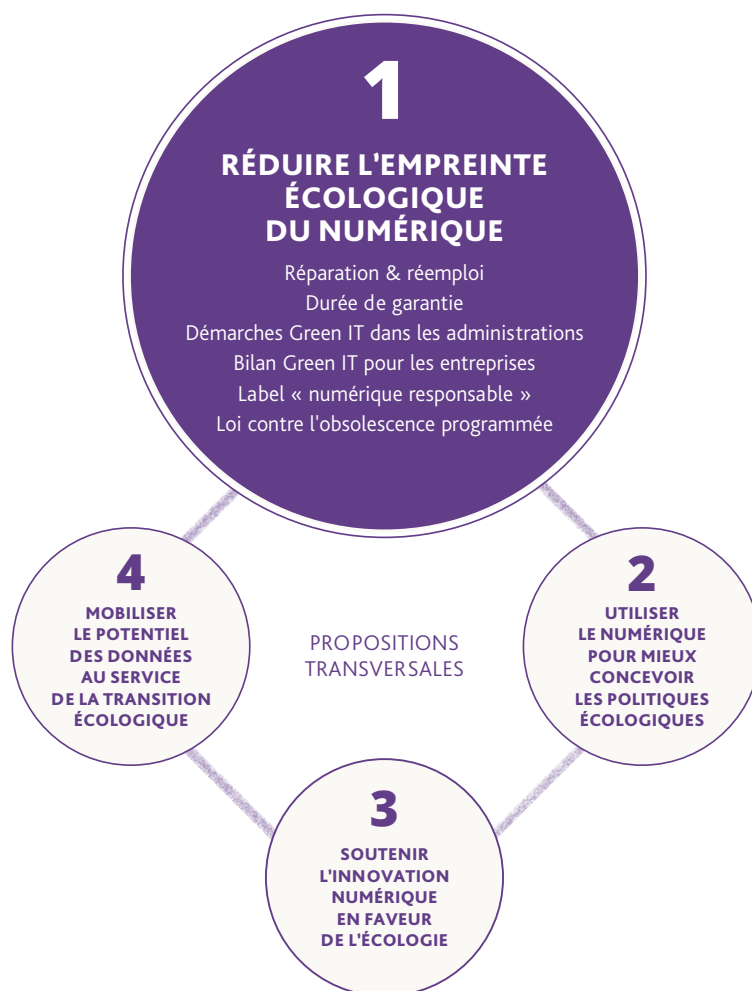 1
RÉDUIRE L'EMPREINTE
ÉCOLOGIQUE
DU NUMÉRIQUE
Réparation & réemploi
Durée de garantie
Démarches Green IT dans les administrations
Bilan Green IT pour les entreprises
Label « numérique responsable »
Loi contre l'obsolescence programmée
4
MOBILISER
LE POTENTIEL
DES DONNÉES
AU SERVICE
DE LA TRANSITION
ÉCOLOGIQUE
PROPOSITIONS
TRANSVERSALES
2
UTILISER
LE NUMÉRIQUE
POUR MIEUX
CONCEVOIR
LES POLITIQUES
ÉCOLOGIQUES
3
SOUTENIR
L'INNOVATION
NUMÉRIQUE
EN FAVEUR
DE L'ÉCOLOGIE